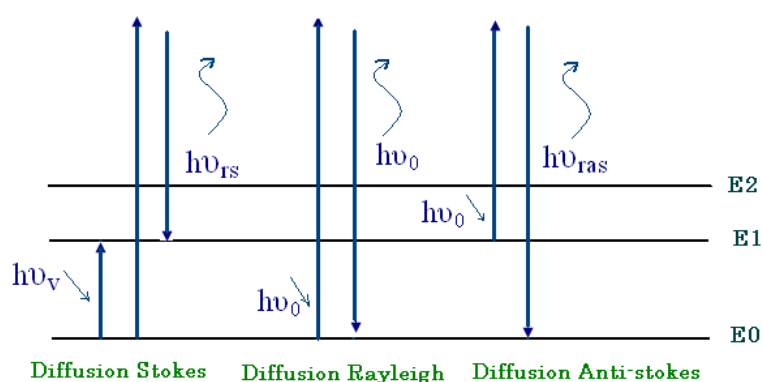 hυrs
hυ0
hυras
E2
hυ0
E1
hυv
hυ0
E0
Diffusion Stokes
Diffusion Rayleigh
Diffusion Anti-stokes